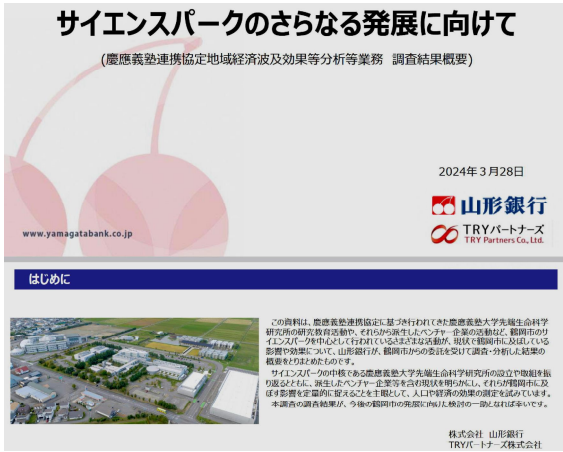 サイエンスパークのさらなる発展に向けて
(慶應義塾連携協定地域経済波及効果等分析等業務 調査結果概要)
2024年3月28日
山形銀行
TRYパートナーズ
TRY Partners Co., Ltd.
www.yamagatabank.co.jp
はじめに
この資料は、慶應義塾連携協定に基づき行われてきた慶應義塾大学先端生命科学
研究所の研究教育活動や、それらから派生したベンチャー企業の活動など、鶴岡市のサ
イエンスパークを中心として行われているさまざまな活動が、現状で鶴岡市に及ぼしている
影響や効果について、山形銀行が、鶴岡市からの委託を受けて調査・分析した結果の
概要をとりまとめたものです。
サイエンスパークの中核である慶應義塾大学先端生命科学研究所の設立や取組を振
り返るとともに、派生したベンチャー企業等を含む現状を明らかにし、それらが鶴岡市に及
ぼす影響を定量的に捉えることを主眼として、人口や経済の効果の測定を試みています。
本調査の調査結果が、今後の鶴岡市の発展に向けた検討の一助となれば幸いです。
株式会社 山形銀行
TRYパートナーズ株式会社